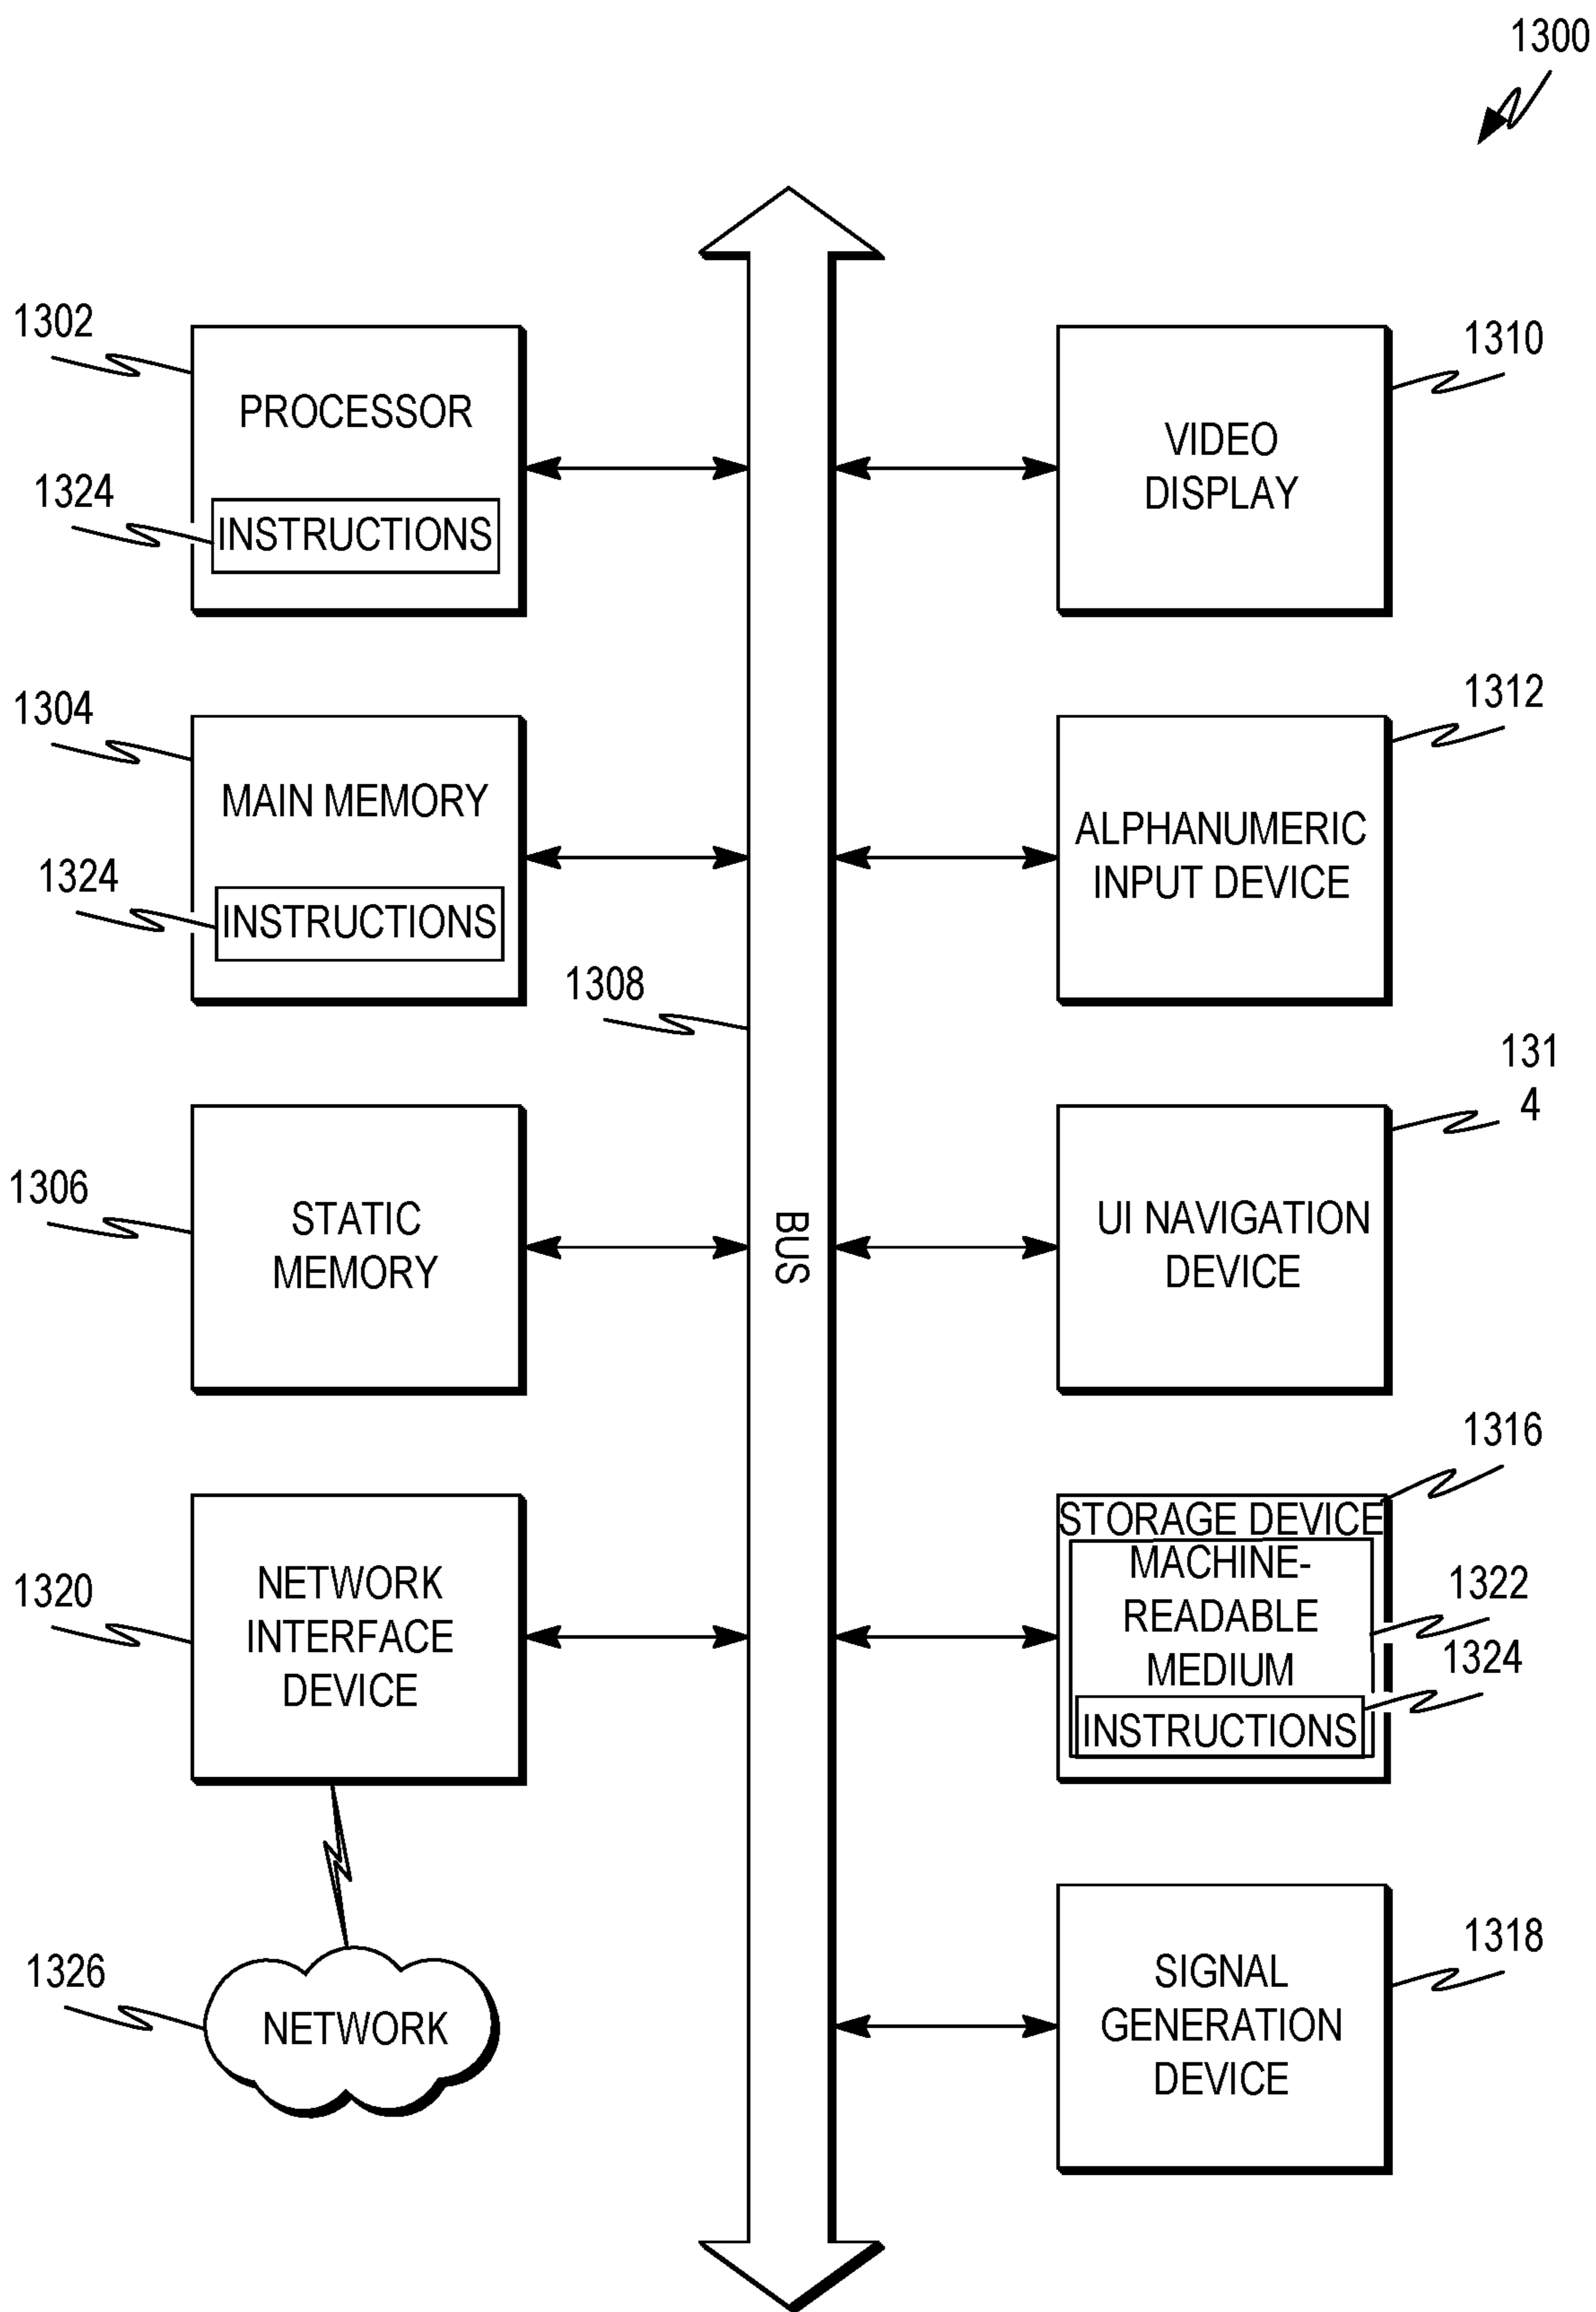 1300
1302
PROCESSOR
1324
INSTRUCTIONS
1310
VIDEO
DISPLAY
1304
MAIN MEMORY
1324
INSTRUCTIONS
1312
ALPHANUMERIC
INPUT DEVICE
1308
BUS
1306
STATIC
MEMORY
131
4
UI NAVIGATION
DEVICE
1320
NETWORK
INTERFACE
DEVICE
1316
STORAGE DEVICE
MACHINE-
READABLE
MEDIUM
1322
1324
INSTRUCTIONS
1326
NETWORK
1318
SIGNAL
GENERATION
DEVICE